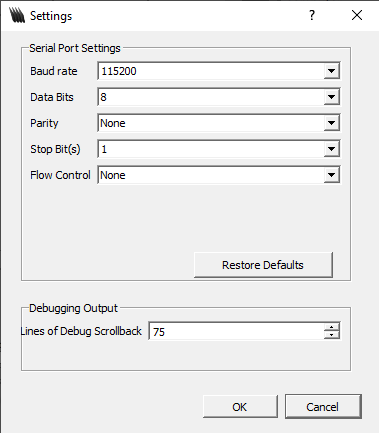 Settings
?
Serial Port Settings
Baud rate 115200
Data Bits 8
Parity None
Stop Bit(s) 1
Flow Control None
Restore Defaults
Debugging Output
Lines of Debug Scrollback 75
OK Cancel